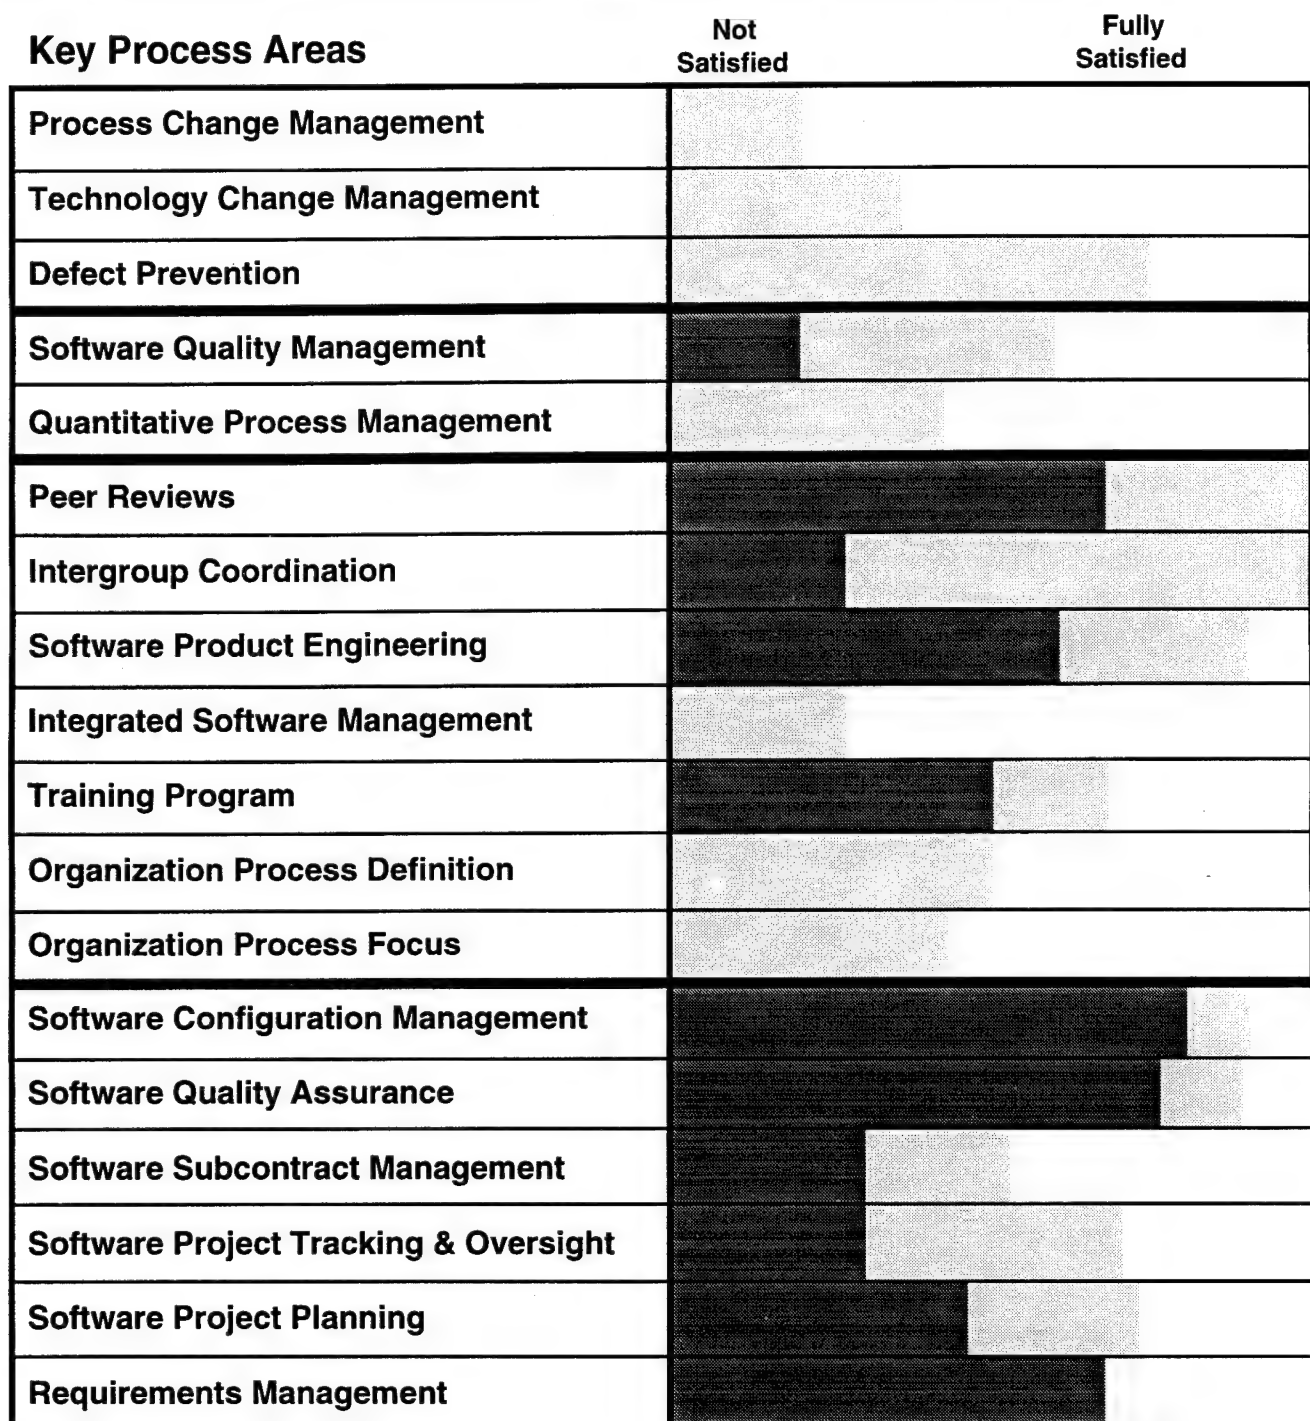 Key Process Areas
Not
Satisfied
Fully
Satisfied
Process Change Management
Technology Change Management
Defect Prevention
Software Quality Management
Quantitative Process Management
Peer Reviews
Intergroup Coordination
Software Product Engineering
Integrated Software Management
Training Program
Organization Process Definition
Organization Process Focus
Software Configuration Management
Software Quality Assurance
Software Subcontract Management
Software Project Tracking & Oversight
Software Project Planning
Requirements Management